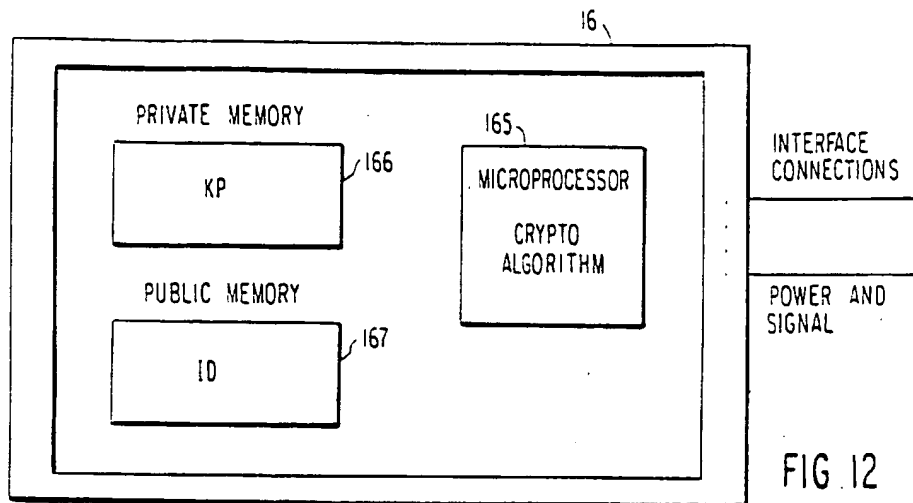 16
PRIVATE MEMORY
166
KP
165
MICROPROCESSOR
CRYPTO
ALGORITHM
INTERFACE
CONNECTIONS
PUBLIC MEMORY
167
ID
POWER AND
SIGNAL
FIG.12